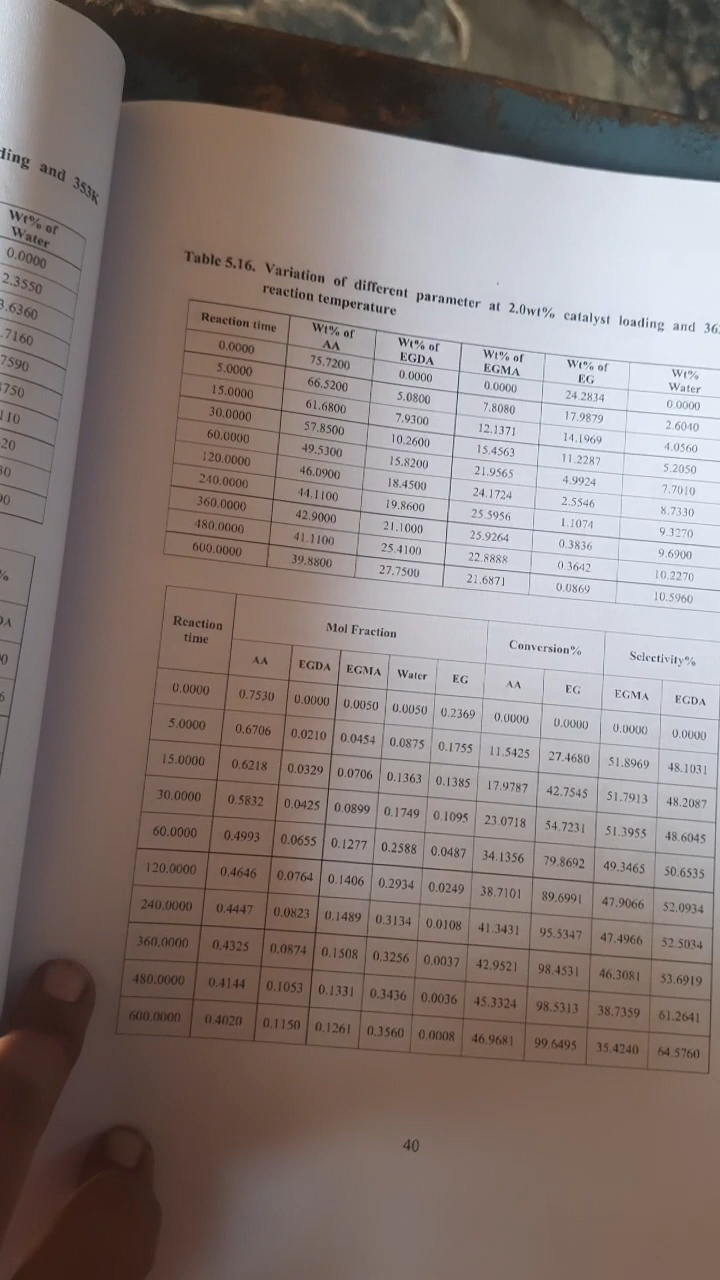 ding and 353K
Wt% of
Water
0.0000
2.3550
3.6360
.7160
7590
110
20
Table 5.16. Variation of different parameter at 2.0wt% catalyst loading and 36
reaction temperature
Reaction time Wt% of AA Wt% of EGDA Wt% of EGMA Wt% of EG Wt% Water
0.0000 75.7200 0.0000 0.0000 24.2834 0.0000
5.0000 66.5200 5.0800 7.8080 17.9879 2.6040
15.0000 61.6800 7.9300 12.1371 14.1969 4.0560
30.0000 57.8500 10.2600 15.4563 11.2287 5.2050
60.0000 49.5300 15.8200 21.9565 4.9924 7.7010
120.0000 46.0900 18.4500 24.1724 2.5546 8.7330
240.0000 44.1100 19.8600 25.5956 1.1074 9.3270
360.0000 42.9000 21.1000 25.9264 0.3836 9.6900
480.0000 41.1100 25.4100 22.8888 0.3642 10.2270
600.0000 39.8800 27.7500 21.6871 0.0869 10.5960
Reaction time Mol Fraction Conversion% Selectivity%
AA EGDA EGMA Water EG AA EG EGMA EGDA
0.0000 0.7530 0.0000 0.0050 0.0050 0.2369 0.0000 0.0000 0.0000 0.0000
5.0000 0.6706 0.0210 0.0454 0.0875 0.1755 11.5425 27.4680 51.8969 48.1031
15.0000 0.6218 0.0329 0.0706 0.1363 0.1385 17.9787 42.7545 51.7913 48.2087
30.0000 0.5832 0.0425 0.0899 0.1749 0.1095 23.0718 54.7231 51.3955 48.6045
60.0000 0.4993 0.0655 0.1277 0.2588 0.0487 34.1356 79.8692 49.3465 50.6535
120.0000 0.4646 0.0764 0.1406 0.2934 0.0249 38.7101 89.6991 47.9066 52.0934
240.0000 0.4447 0.0823 0.1489 0.3134 0.0108 41.3431 95.5347 47.4966 52.5034
360.0000 0.4325 0.0874 0.1508 0.3256 0.0037 42.9521 98.4531 46.3081 53.6919
480.0000 0.4144 0.1053 0.1331 0.3436 0.0036 45.3324 98.5313 38.7359 61.2641
600.0000 0.4020 0.1150 0.1261 0.3560 0.0008 46.9681 99.6495 35.4240 64.5760
40